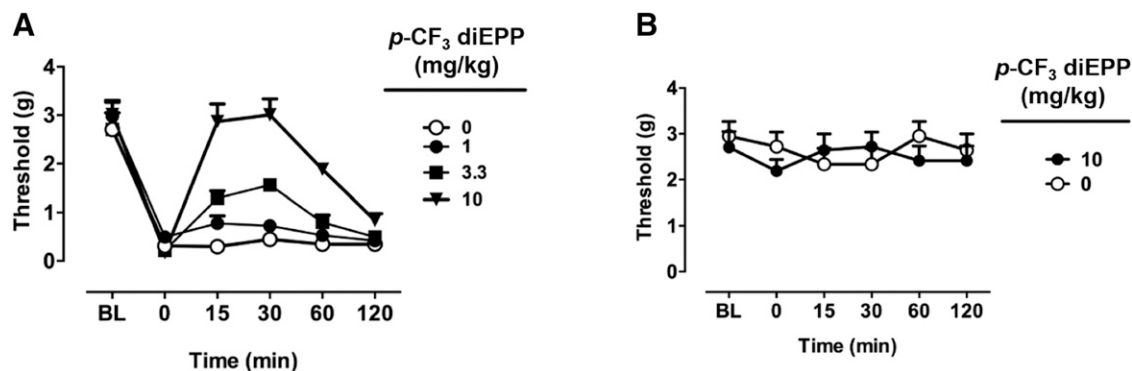 A
p-CF3 diEPP
(mg/kg)
Threshold (g)
4
3
2
1
0
0
1
3.3
10
BL 0 15 30 60 120
Time (min)
B
p-CF3 diEPP
(mg/kg)
Threshold (g)
4
3
2
1
0
10
0
BL 0 15 30 60 120
Time (min)